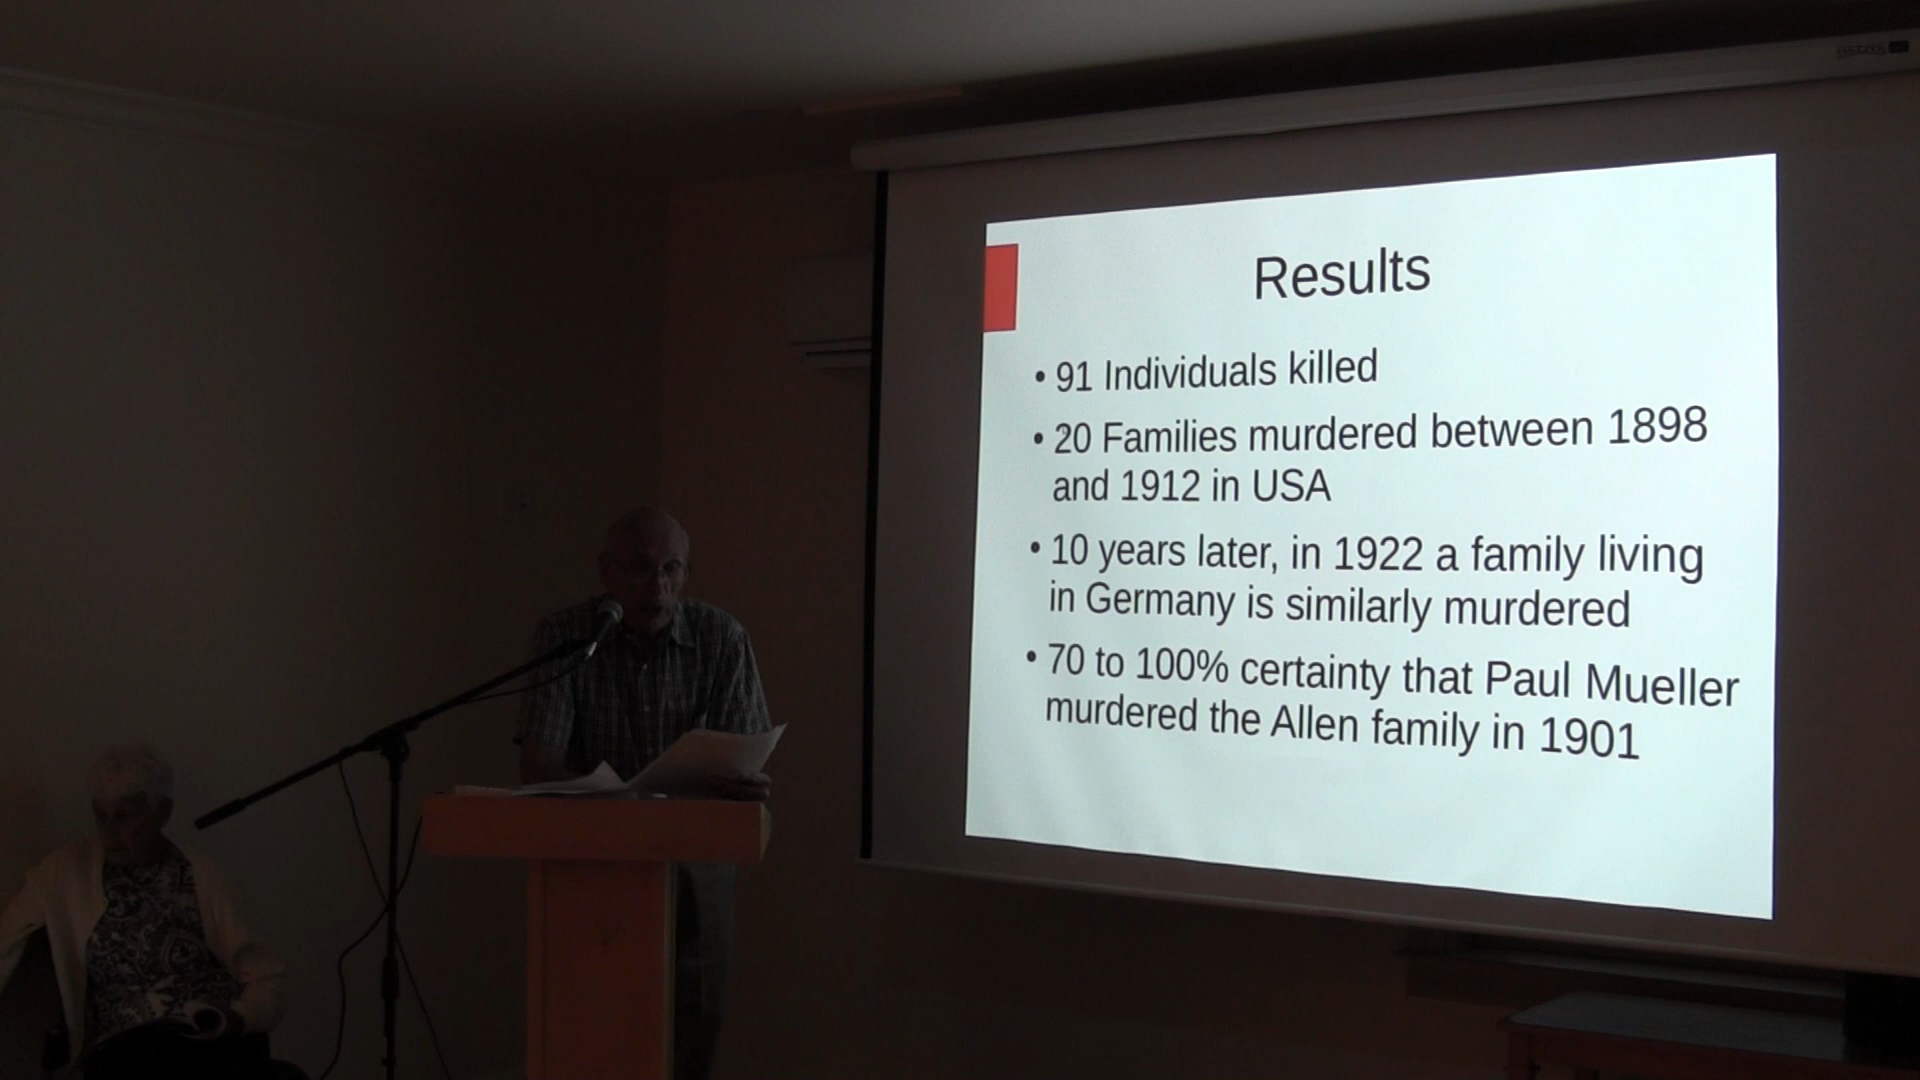 Results
• 91 Individuals killed
• 20 Families murdered between 1898
and 1912 in USA
• 10 years later, in 1922 a family living
in Germany is similarly murdered
• 70 to 100% certainty that Paul Mueller
murdered the Allen family in 1901